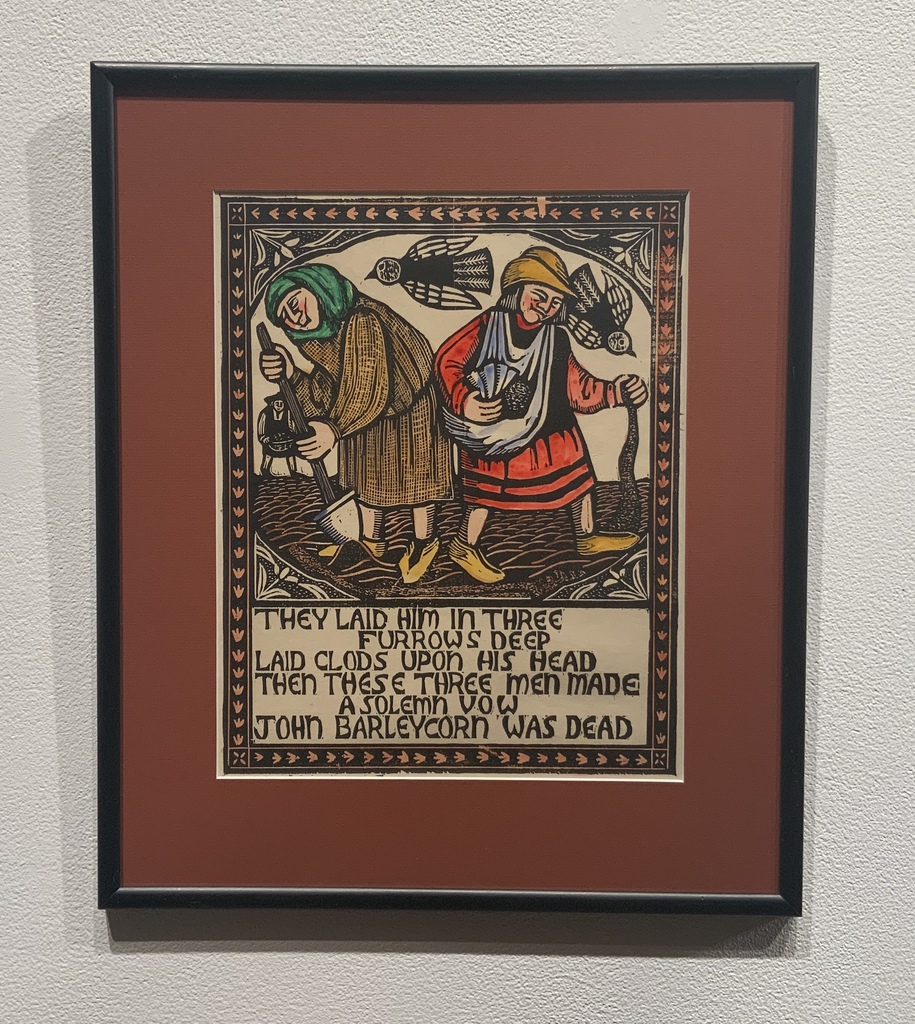 THEY LAID HIM IN THREE
FURROWS DEEP
LAID CLODS UPON HIS HEAD
THEN THESE THREE MEN MADE
A SOLEMN VOW
JOHN BARLEYCORN WAS DEAD